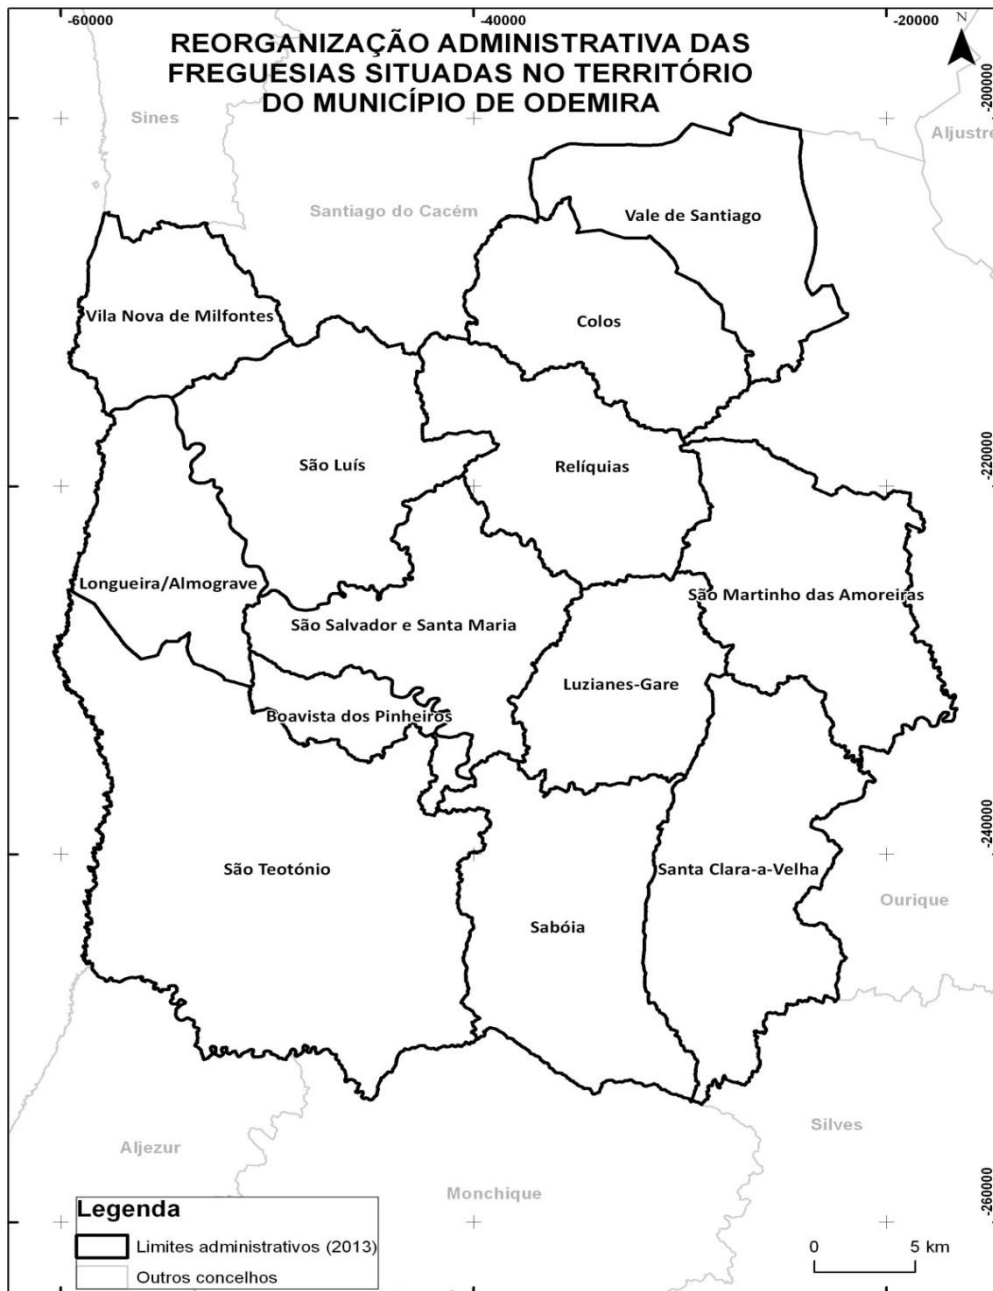 -60000
-40000
-20000
N
REORGANIZAÇÃO ADMINISTRATIVA DAS
FREGUESIAS SITUADAS NO TERRITÓRIO
DO MUNICÍPIO DE ODEMIRA
-200000
Sines
Aljustre
Santiago do Cacém
Vale de Santiago
Vila Nova de Milfontes
Colos
São Luís
Relíquias
-220000
Longueira/Almograve
São Martinho das Amoreiras
São Salvador e Santa Maria
Luzianes-Gare
Boavista dos Pinheiros
São Teotónio
Santa Clara-a-Velha
-240000
Ourique
Sabóia
Silves
Aljezur
Monchique
-260000
Legenda
Limites administrativos (2013)
Outros concelhos
0 5 km